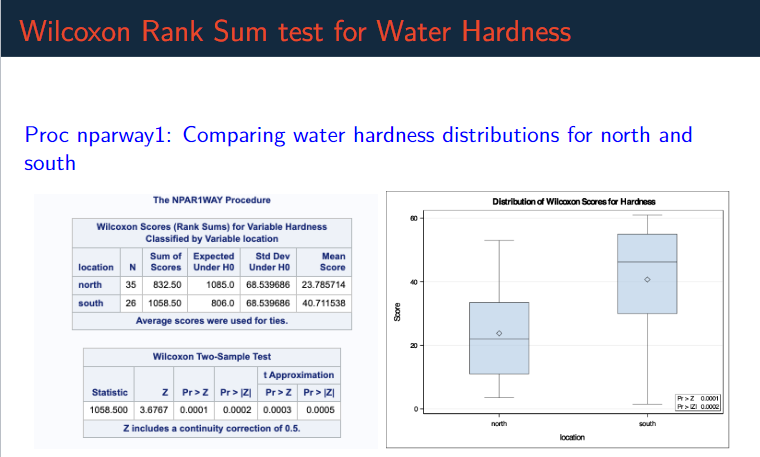 Wilcoxon Rank Sum test for Water Hardness
Proc nparway1: Comparing water hardness distributions for north and
south
The NPAR1WAY Procedure
Wilcoxon Scores (Rank Sums) for Variable Hardness
Classified by Variable location
location N Sum of Scores Expected Under H0 Std Dev Under H0 Mean Score
north 35 832.50 1085.0 68.539686 23.785714
south 26 1058.50 806.0 68.539686 40.711538
Average scores were used for ties.
Wilcoxon Two-Sample Test
t Approximation
Statistic Z Pr > Z Pr > |Z| Pr > Z Pr > |Z|
1058.500 3.6767 0.0001 0.0002 0.0003 0.0005
Z includes a continuity correction of 0.5.
Distribution of Wilcoxon Scores for Hardness
60
40
20
0
Score
north south
location
Pr > Z 0.0001
Pr > |Z| 0.0002